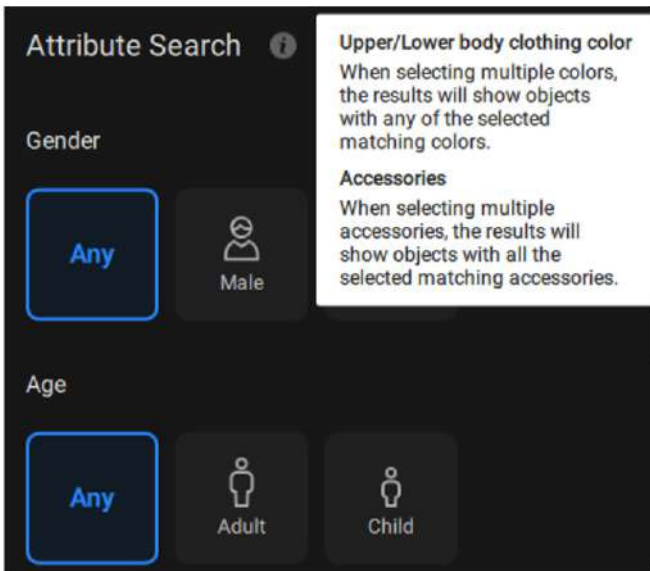 Attribute Search
Upper/Lower body clothing color
When selecting multiple colors,
the results will show objects
with any of the selected
matching colors.
Accessories
When selecting multiple
accessories, the results will
show objects with all the
selected matching accessories.
Gender
Any
Male
Age
Any
Adult
Child